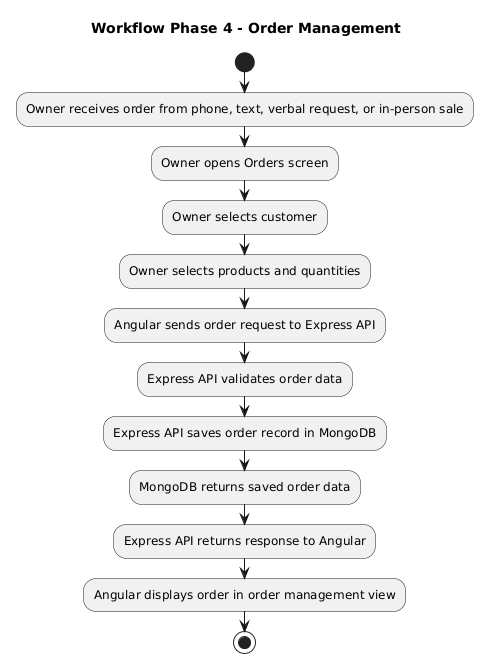 Workflow Phase 4 - Order Management
Owner receives order from phone, text, verbal request, or in-person sale
Owner opens Orders screen
Owner selects customer
Owner selects products and quantities
Angular sends order request to Express API
Express API validates order data
Express API saves order record in MongoDB
MongoDB returns saved order data
Express API returns response to Angular
Angular displays order in order management view